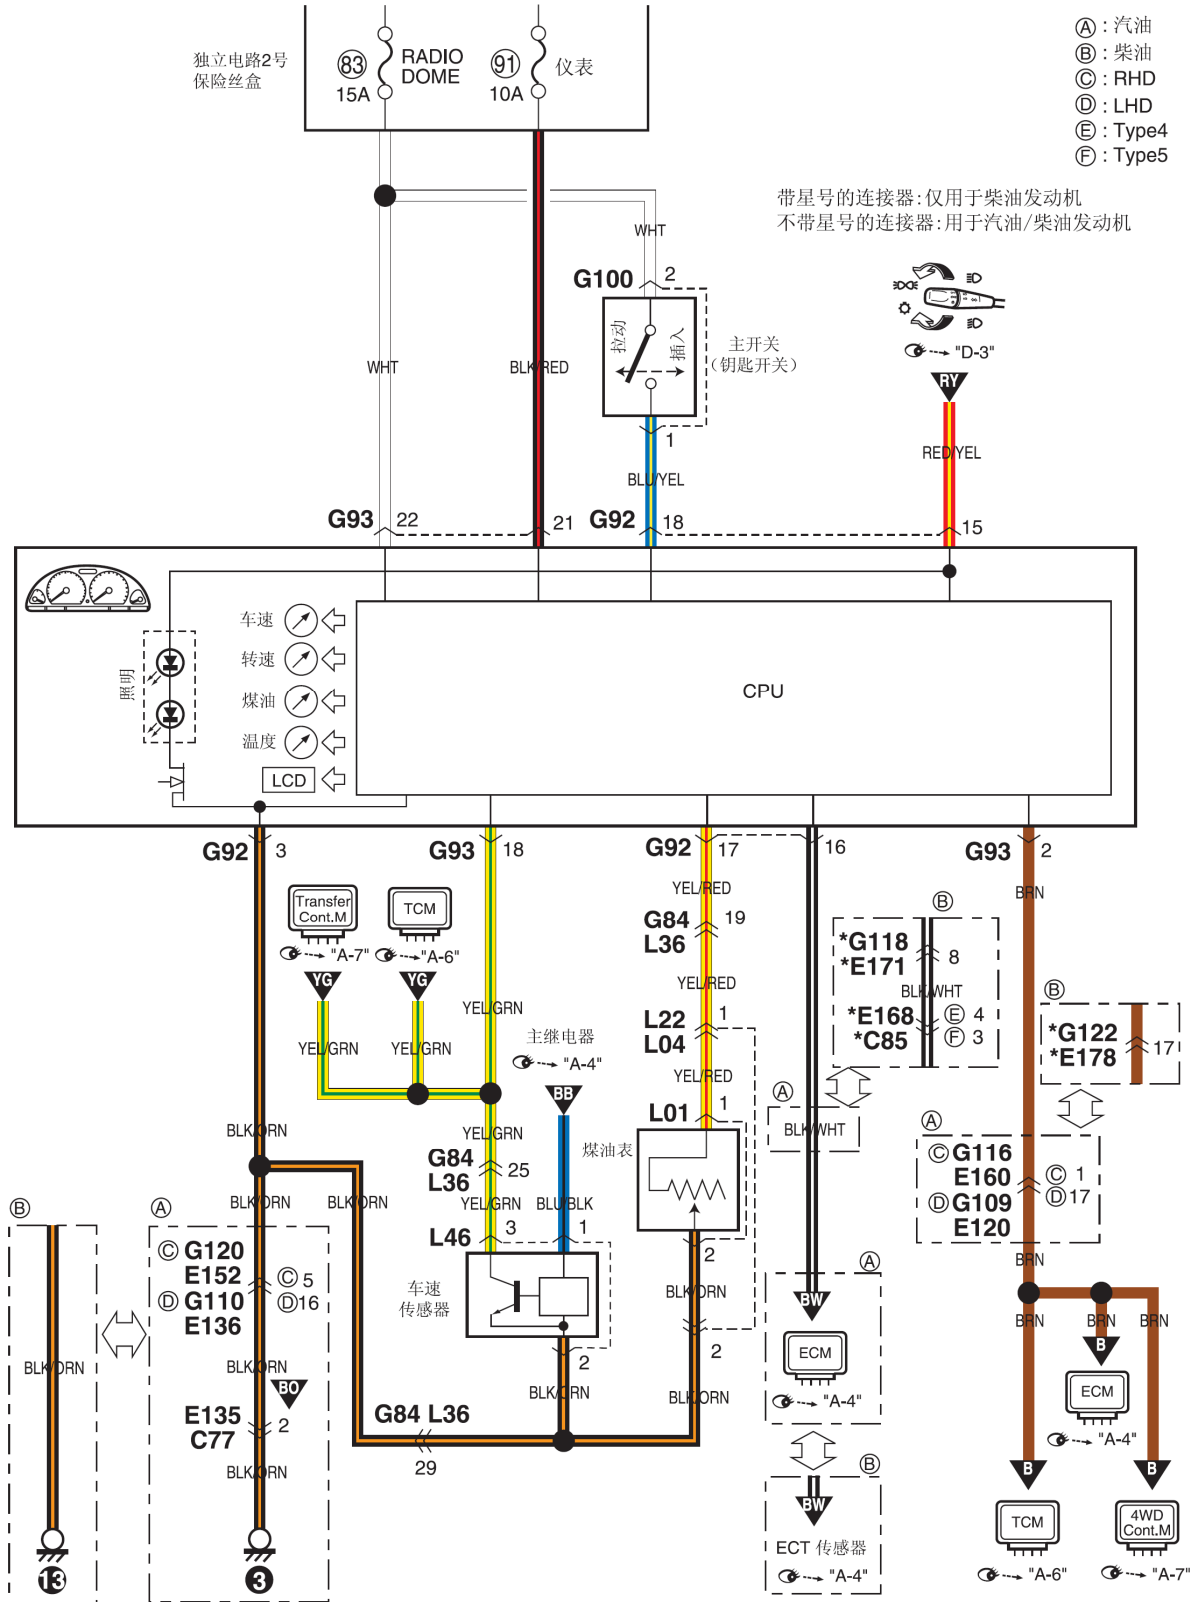 独立电路2号
保险丝盒
83
15A
RADIO
DOME
91
10A
仪表
Ⓐ : 汽油
Ⓑ : 柴油
Ⓒ : RHD
Ⓓ : LHD
Ⓔ : Type4
Ⓕ : Type5
带星号的连接器:仅用于柴油发动机
不带星号的连接器:用于汽油/柴油发动机
WHT
G100
2
拉动
插入
主开关
(钥匙开关)
"D-3"
RY
WHT
BLK/RED
1
BLU/YEL
RED/YEL
G93
22
21
G92
18
15
车速
转速
煤油
温度
LCD
照明
CPU
G92
3
G93
18
G92
17
16
G93
2
Transfer
Cont.M
"A-7"
YG
TCM
"A-6"
YG
YEL/RED
G84
L36
19
YEL/RED
BRN
Ⓑ
*G118
*E171
8
BLK/WHT
*E168
*C85
Ⓔ 4
Ⓕ 3
Ⓑ
*G122
*E178
17
YEL/GRN
YEL/GRN
YEL/GRN
主继电器
"A-4"
BB
L22
L04
1
YEL/RED
L01
1
Ⓐ
BLK/WHT
Ⓐ
Ⓒ G116
E160
Ⓓ G109
E120
Ⓒ 1
Ⓓ 17
BLK/ORN
YEL/GRN
G84
L36
25
煤油表
BLK/ORN
BLK/ORN
YEL/GRN
BLU/BLK
L46
3
1
2
Ⓑ
Ⓐ
Ⓒ G120
E152
Ⓓ G110
E136
Ⓒ 5
Ⓓ 16
车速
传感器
2
BLK/ORN
2
Ⓐ
BW
ECM
"A-4"
BRN
BRN
BRN
BRN
B
ECM
"A-4"
BLK/ORN
BLK/ORN
BO
E135
C77
2
BLK/ORN
BLK/ORN
BLK/ORN
G84 L36
29
Ⓑ
BW
ECT 传感器
"A-4"
B
TCM
"A-6"
B
4WD
Cont.M
"A-7"
13
3